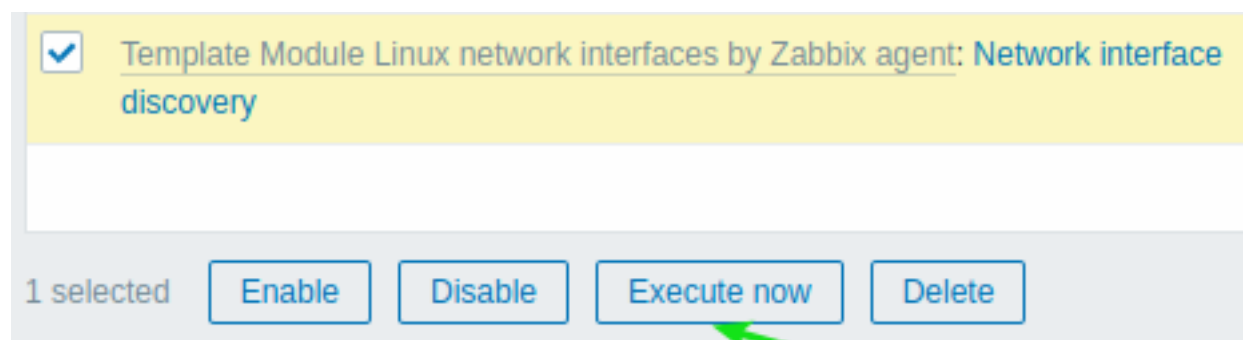 Template Module Linux network interfaces by Zabbix agent: Network interface
discovery
1 selected Enable Disable Execute now Delete